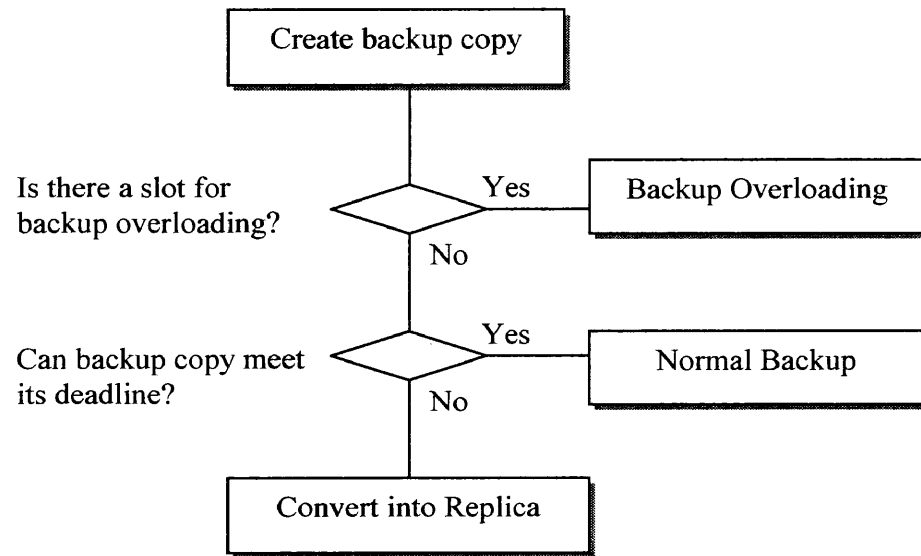 Create backup copy
Is there a slot for
backup overloading?
Yes
Backup Overloading
No
Can backup copy meet
its deadline?
Yes
Normal Backup
No
Convert into Replica